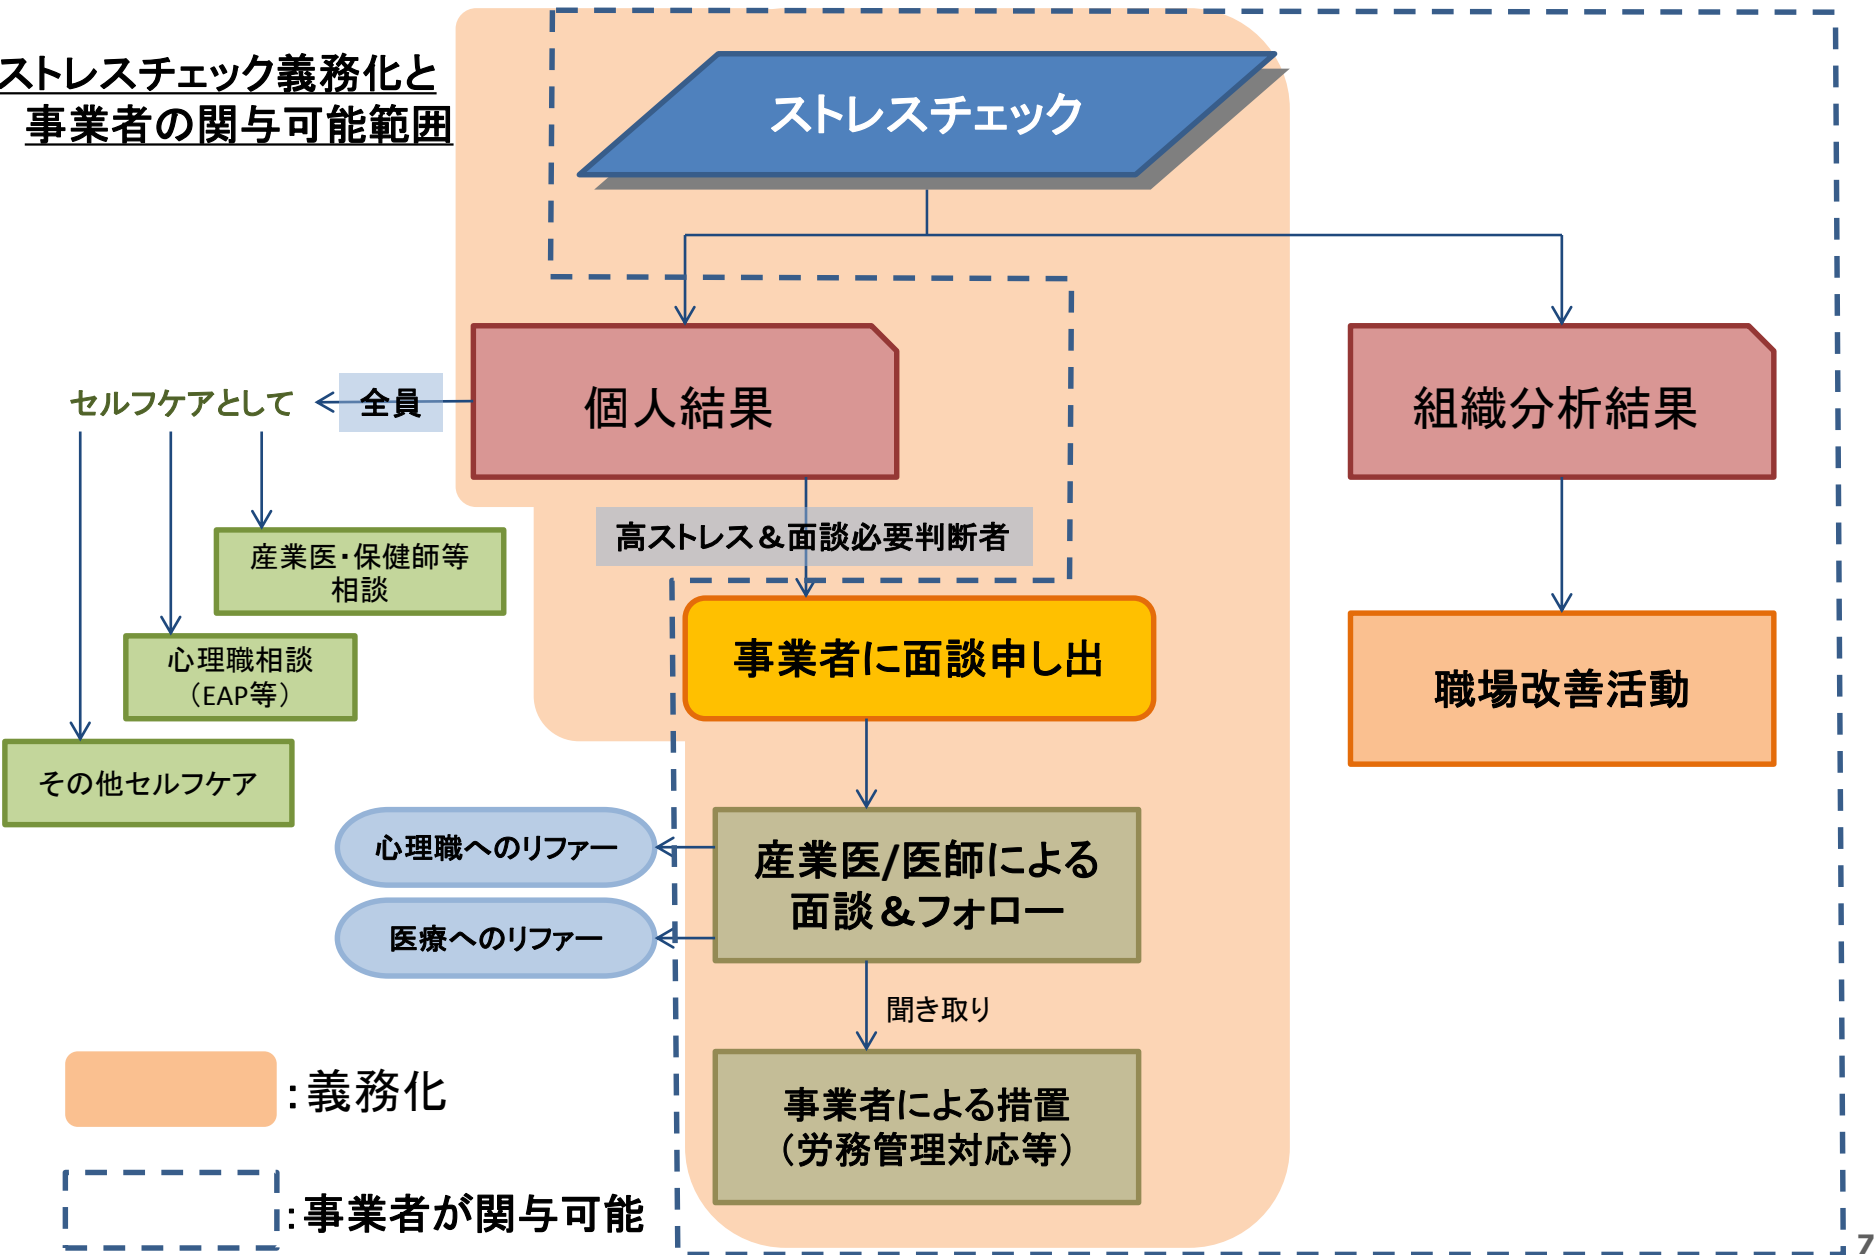 ストレスチェック義務化と
事業者の関与可能範囲
ストレスチェック
個人結果
組織分析結果
全員
セルフケアとして
高ストレス＆面談必要判断者
産業医・保健師等
相談
心理職相談
（EAP等）
その他セルフケア
事業者に面談申し出
職場改善活動
産業医/医師による
面談＆フォロー
心理職へのリファー
医療へのリファー
聞き取り
事業者による措置
（労務管理対応等）
：義務化
：事業者が関与可能
7